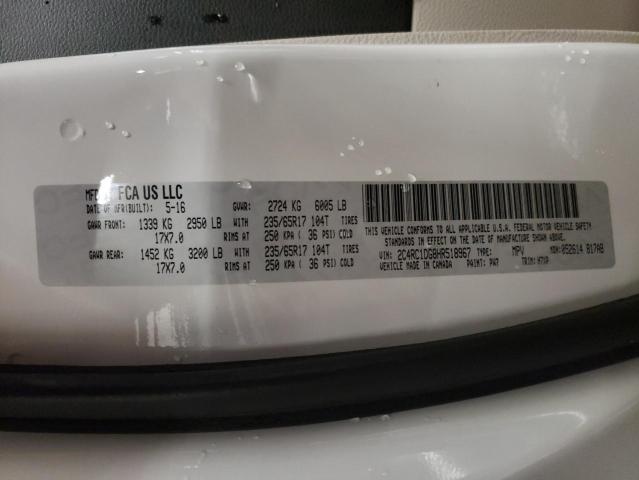 MFD FCA US LLC
DATE OF MFR(BUILT): 5-16 GVWR: 2724 KG 6005 LB
GAWR FRONT: 1339 KG 2950 LB WITH 235/65R17 104T TIRES
17X7.0 RIMS AT 250 KPA ( 36 PSI) COLD
GAWR REAR: 1452 KG 3200 LB WITH 235/65R17 104T TIRES
17X7.0 RIMS AT 250 KPA ( 36 PSI) COLD
THIS VEHICLE CONFORMS TO ALL APPLICABLE U.S.A. FEDERAL MOTOR VEHICLE SAFETY
STANDARDS IN EFFECT ON THE DATE OF MANUFACTURE SHOWN ABOVE.
VIN: 2C4RC1DG8HR518967 TYPE: MPV MDH:052614 817AB
VEHICLE MADE IN CANADA PAINT: PW7 TRIM: